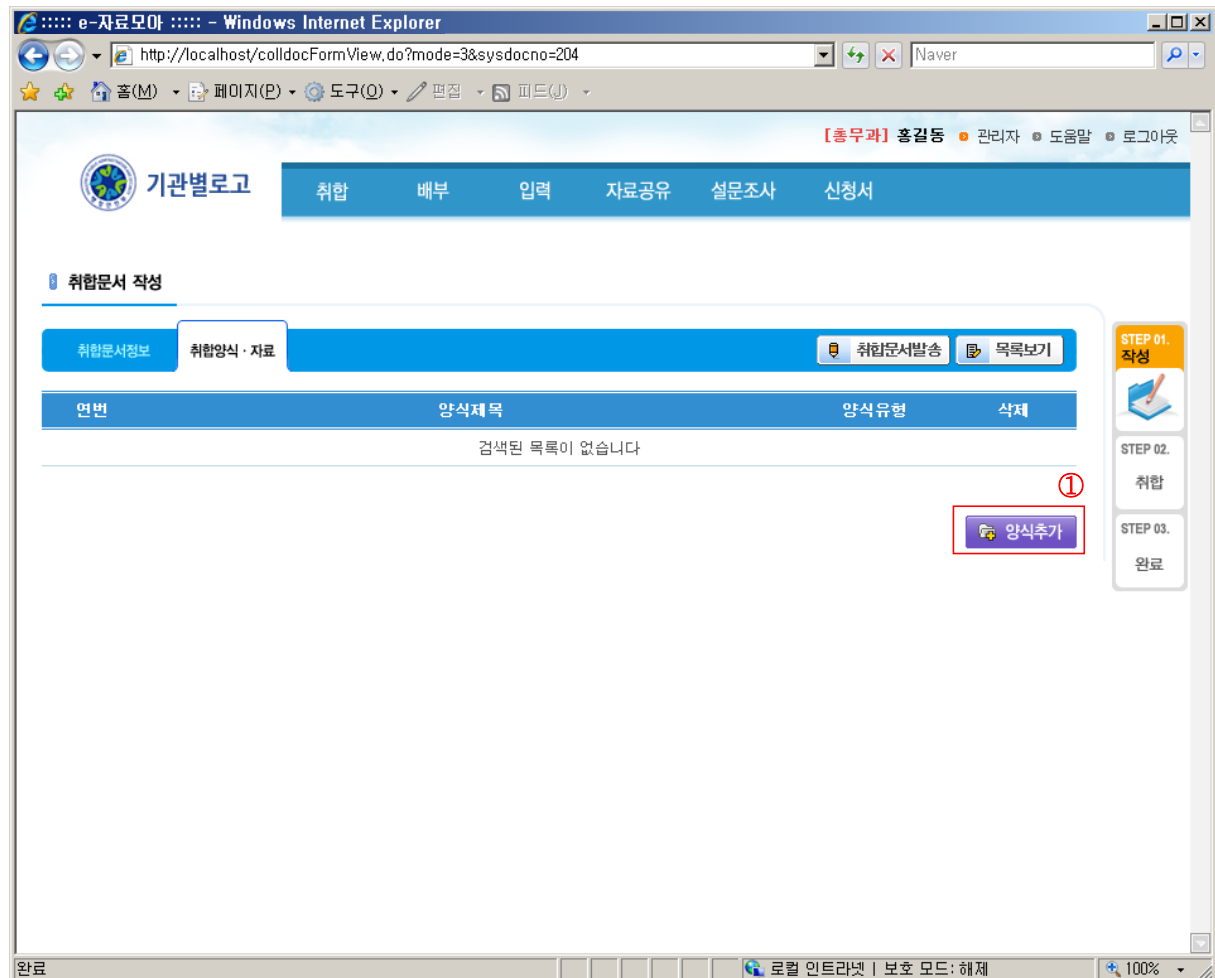 ::::: e-자료모아 ::::: - Windows Internet Explorer
http://localhost/colldocFormView.do?mode=3&sysdocno=204 Naver
홈(M) 페이지(P) 도구(O) 편집 피드(J)
[총무과] 홍길동 관리자 도움말 로그아웃
기관별로고 취합 배부 입력 자료공유 설문조사 신청서
취합문서 작성
취합문서정보 취합양식 · 자료 취합문서발송 목록보기
연번 양식제목 양식유형 삭제
검색된 목록이 없습니다
①
양식추가
STEP 01.
작성
STEP 02.
취합
STEP 03.
완료
완료 로컬 인트라넷 | 보호 모드: 해제 100%